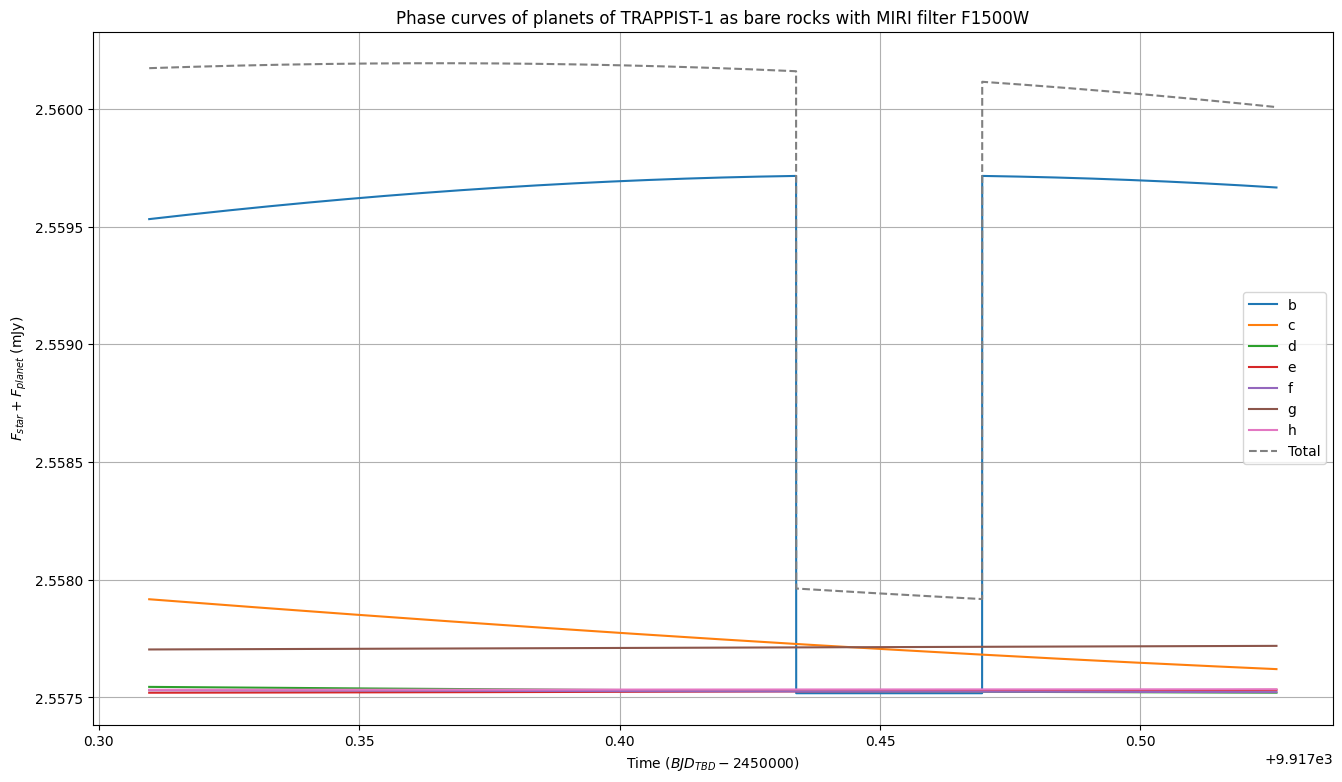 Phase curves of planets of TRAPPIST-1 as bare rocks with MIRI filter F1500W
F_star + F_planet (mJy)
2.5600
2.5595
2.5590
2.5585
2.5580
2.5575
b
c
d
e
f
g
h
Total
0.30 0.35 0.40 0.45 0.50
+9.917e3
Time (BJD_TBD − 2450000)